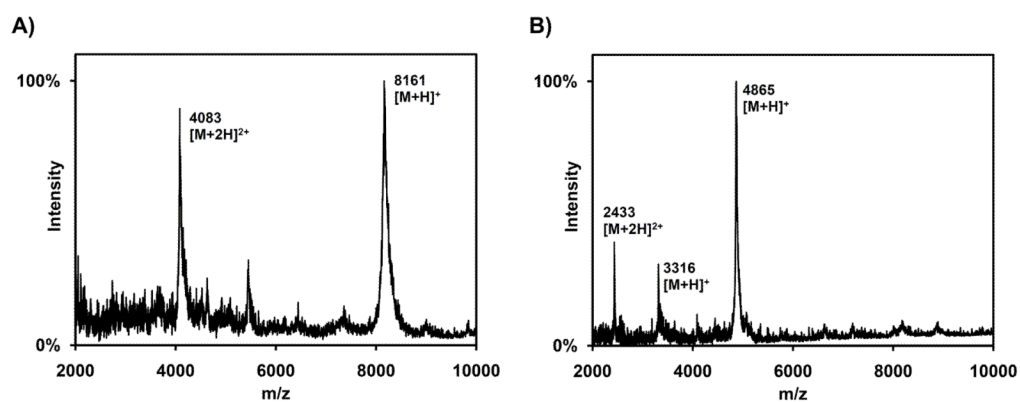 A)
100%
8161
[M+H]+
4083
[M+2H]2+
Intensity
0%
2000
4000
6000
8000
10000
m/z
B)
100%
4865
[M+H]+
2433
[M+2H]2+
3316
[M+H]+
Intensity
0%
2000
4000
6000
8000
10000
m/z